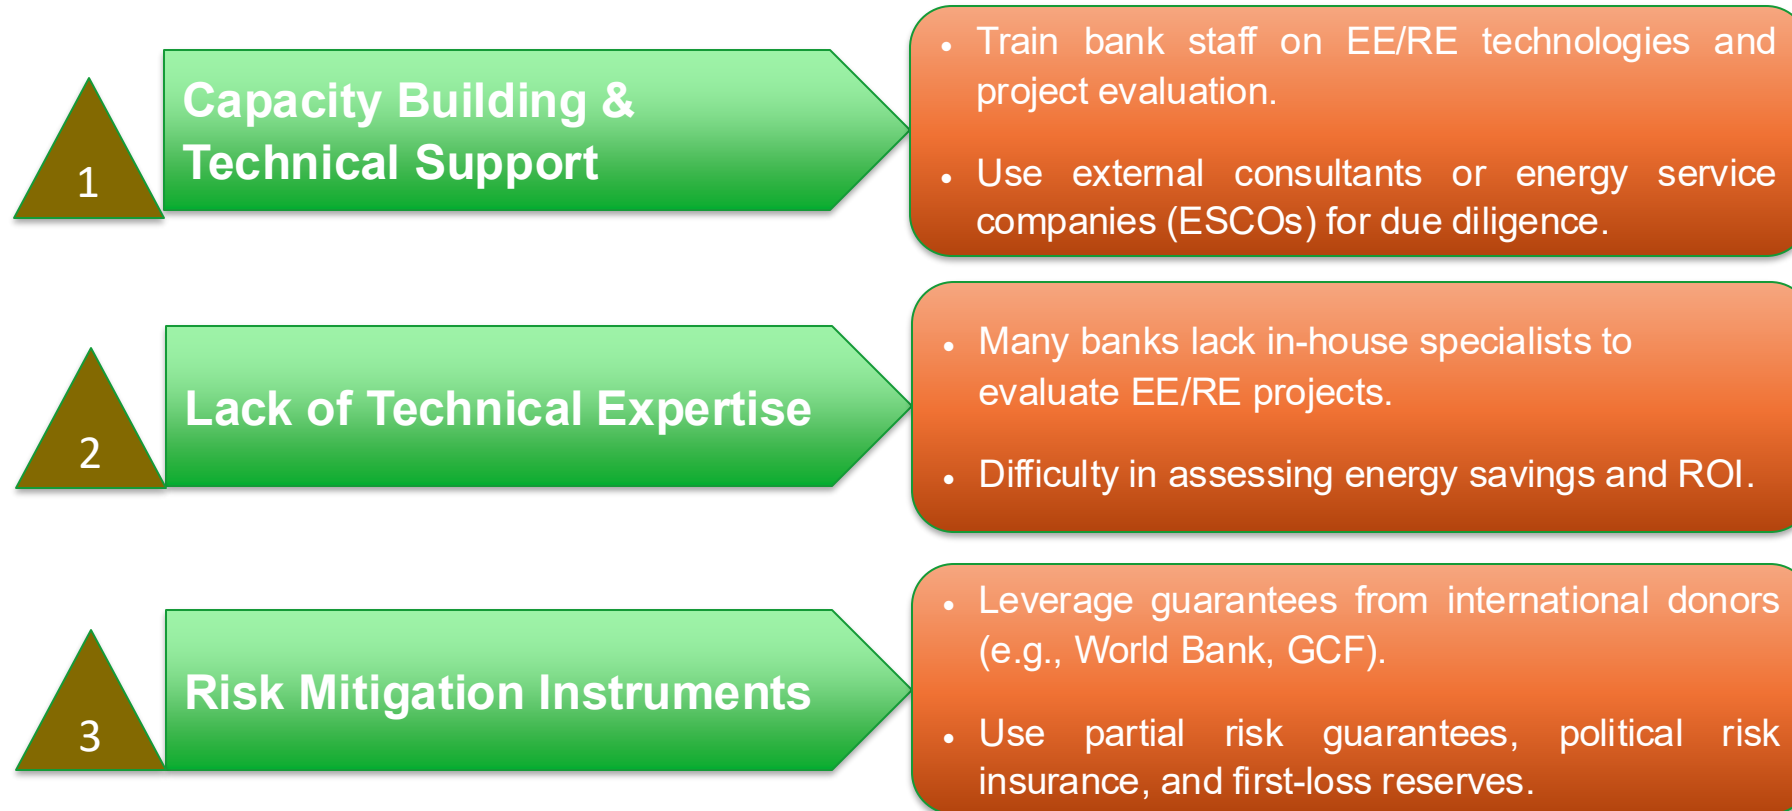 1
Capacity Building &
Technical Support
• Train bank staff on EE/RE technologies and
project evaluation.
• Use external consultants or energy service
companies (ESCOs) for due diligence.
2
Lack of Technical Expertise
• Many banks lack in-house specialists to
evaluate EE/RE projects.
• Difficulty in assessing energy savings and ROI.
3
Risk Mitigation Instruments
• Leverage guarantees from international donors
(e.g., World Bank, GCF).
• Use partial risk guarantees, political risk
insurance, and first-loss reserves.